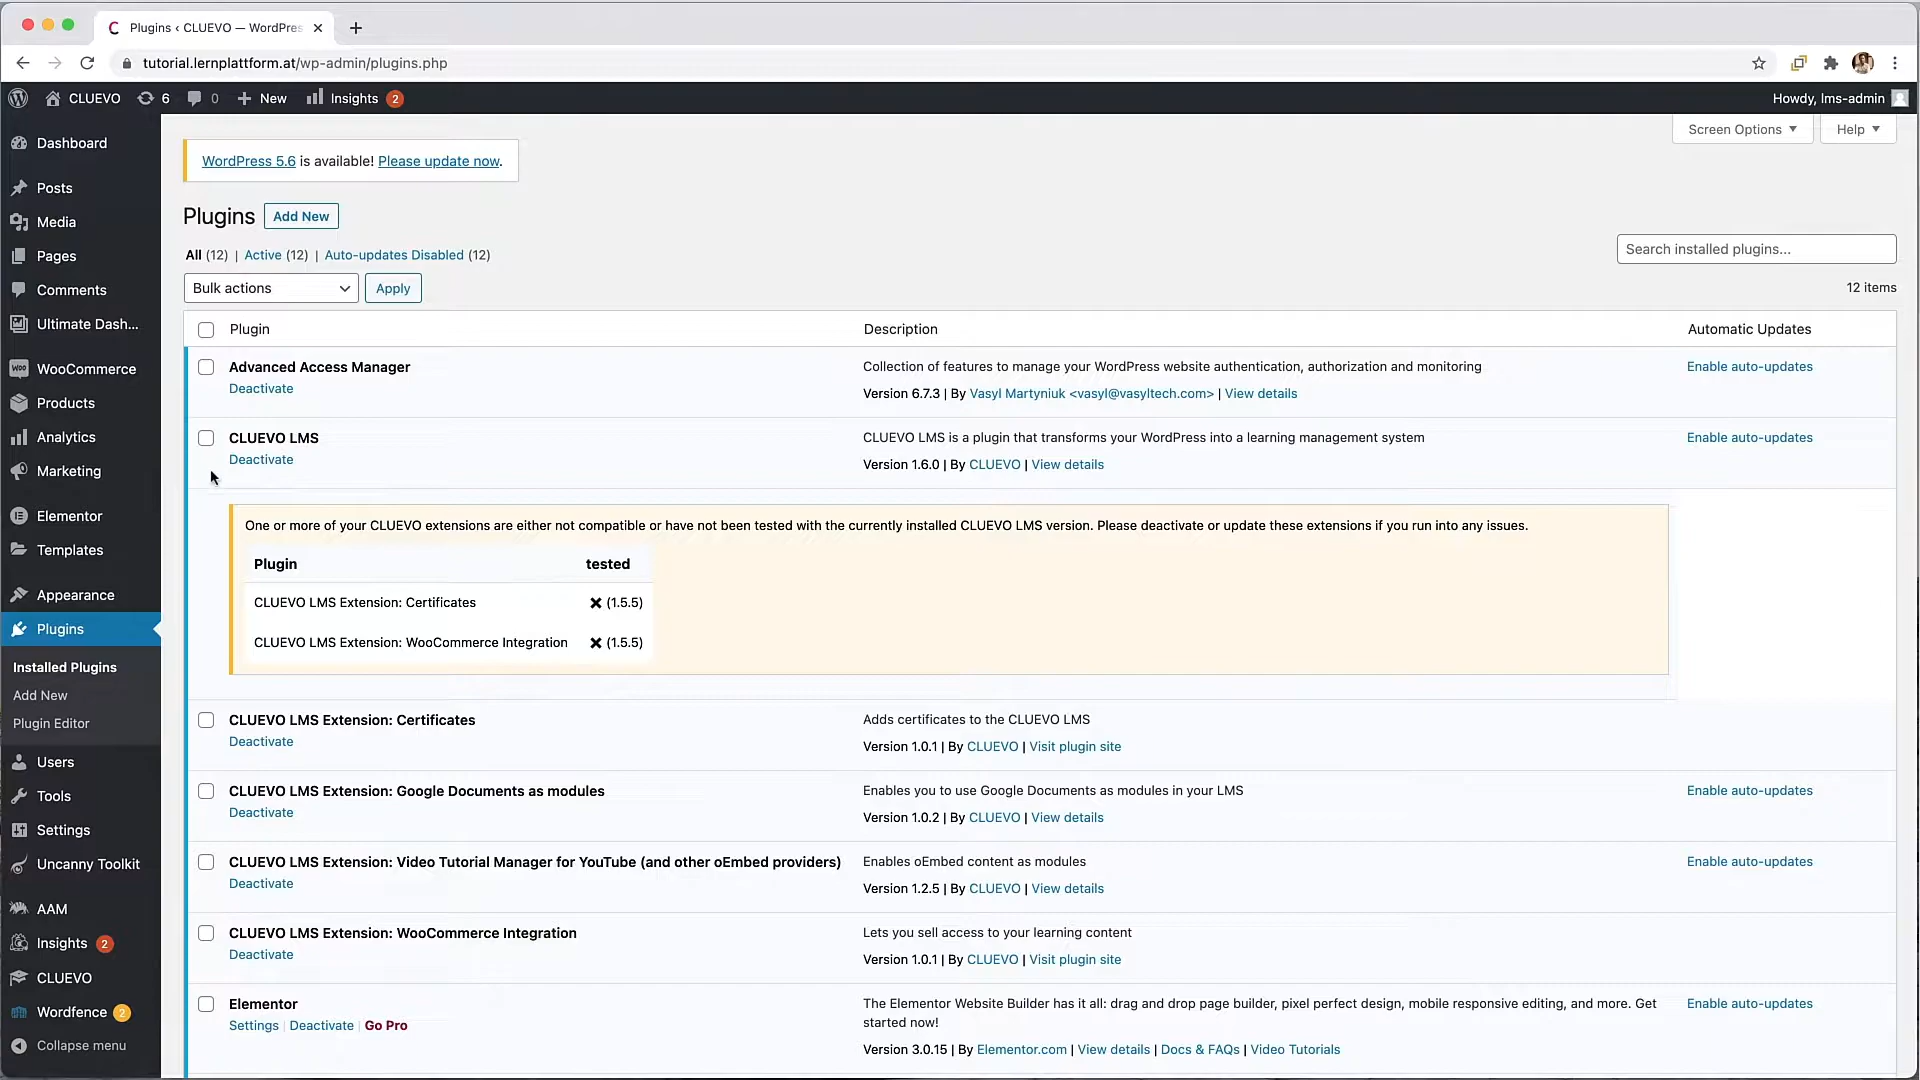 Plugins ‹ CLUEVO — WordPres
tutorial.lernplattform.at/wp-admin/plugins.php
CLUEVO 6 0 New Insights 2 Howdy, lms-admin
Screen Options Help
WordPress 5.6 is available! Please update now.
Plugins Add New
All (12) | Active (12) | Auto-updates Disabled (12)
Search installed plugins...
Bulk actions Apply 12 items
Dashboard
Posts
Media
Pages
Comments
Ultimate Dash...
WooCommerce
Products
Analytics
Marketing
Elementor
Templates
Appearance
Plugins
Installed Plugins
Add New
Plugin Editor
Users
Tools
Settings
Uncanny Toolkit
AAM
Insights 2
CLUEVO
Wordfence 2
Collapse menu
Plugin Description Automatic Updates
Advanced Access Manager
Deactivate
Collection of features to manage your WordPress website authentication, authorization and monitoring
Version 6.7.3 | By Vasyl Martyniuk <vasyl@vasyltech.com> | View details
Enable auto-updates
CLUEVO LMS
Deactivate
CLUEVO LMS is a plugin that transforms your WordPress into a learning management system
Version 1.6.0 | By CLUEVO | View details
Enable auto-updates
One or more of your CLUEVO extensions are either not compatible or have not been tested with the currently installed CLUEVO LMS version. Please deactivate or update these extensions if you run into any issues.
Plugin tested
CLUEVO LMS Extension: Certificates ✖ (1.5.5)
CLUEVO LMS Extension: WooCommerce Integration ✖ (1.5.5)
CLUEVO LMS Extension: Certificates
Deactivate
Adds certificates to the CLUEVO LMS
Version 1.0.1 | By CLUEVO | Visit plugin site
CLUEVO LMS Extension: Google Documents as modules
Deactivate
Enables you to use Google Documents as modules in your LMS
Version 1.0.2 | By CLUEVO | View details
Enable auto-updates
CLUEVO LMS Extension: Video Tutorial Manager for YouTube (and other oEmbed providers)
Deactivate
Enables oEmbed content as modules
Version 1.2.5 | By CLUEVO | View details
Enable auto-updates
CLUEVO LMS Extension: WooCommerce Integration
Deactivate
Lets you sell access to your learning content
Version 1.0.1 | By CLUEVO | Visit plugin site
Elementor
Settings | Deactivate | Go Pro
The Elementor Website Builder has it all: drag and drop page builder, pixel perfect design, mobile responsive editing, and more. Get
started now!
Version 3.0.15 | By Elementor.com | View details | Docs & FAQs | Video Tutorials
Enable auto-updates